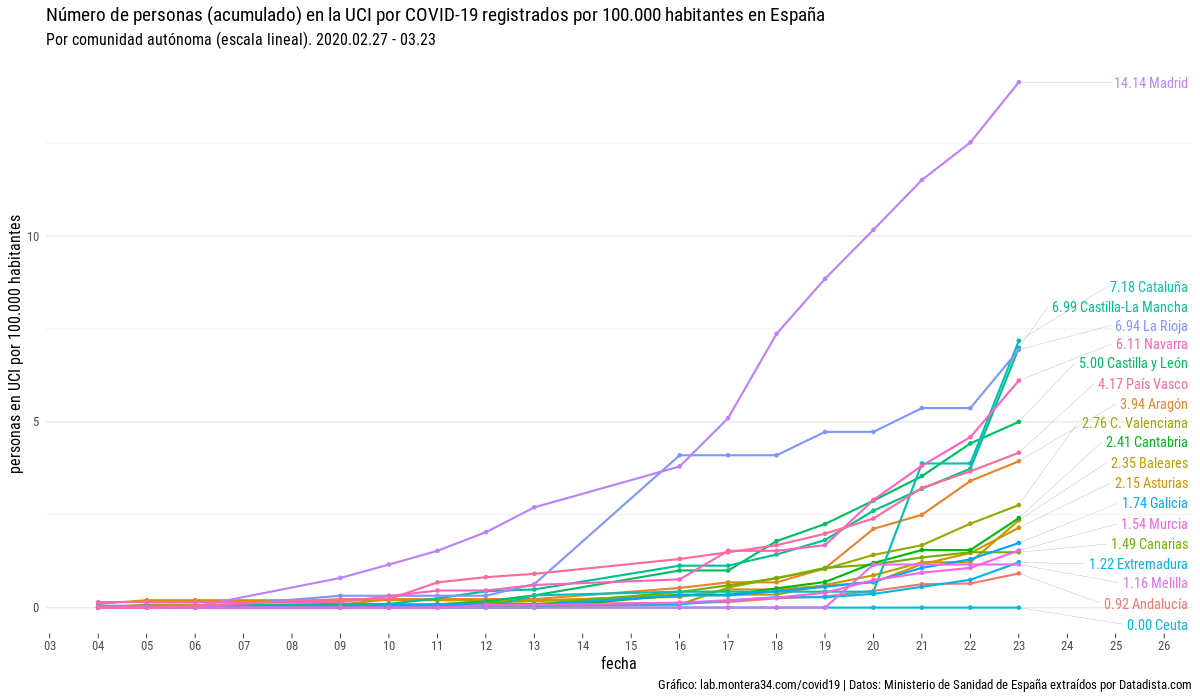 Número de personas (acumulado) en la UCI por COVID-19 registrados por 100.000 habitantes en España
Por comunidad autónoma (escala lineal). 2020.02.27 - 03.23
personas en UCI por 100.000 habitantes
10
5
0
14.14 Madrid
7.18 Cataluña
6.99 Castilla-La Mancha
6.94 La Rioja
6.11 Navarra
5.00 Castilla y León
4.17 País Vasco
3.94 Aragón
2.76 C. Valenciana
2.41 Cantabria
2.35 Baleares
2.15 Asturias
1.74 Galicia
1.54 Murcia
1.49 Canarias
1.22 Extremadura
1.16 Melilla
0.92 Andalucía
0.00 Ceuta
03 04 05 06 07 08 09 10 11 12 13 14 15 16 17 18 19 20 21 22 23 24 25 26
fecha
Gráfico: lab.montera34.com/covid19 | Datos: Ministerio de Sanidad de España extraídos por Datadista.com